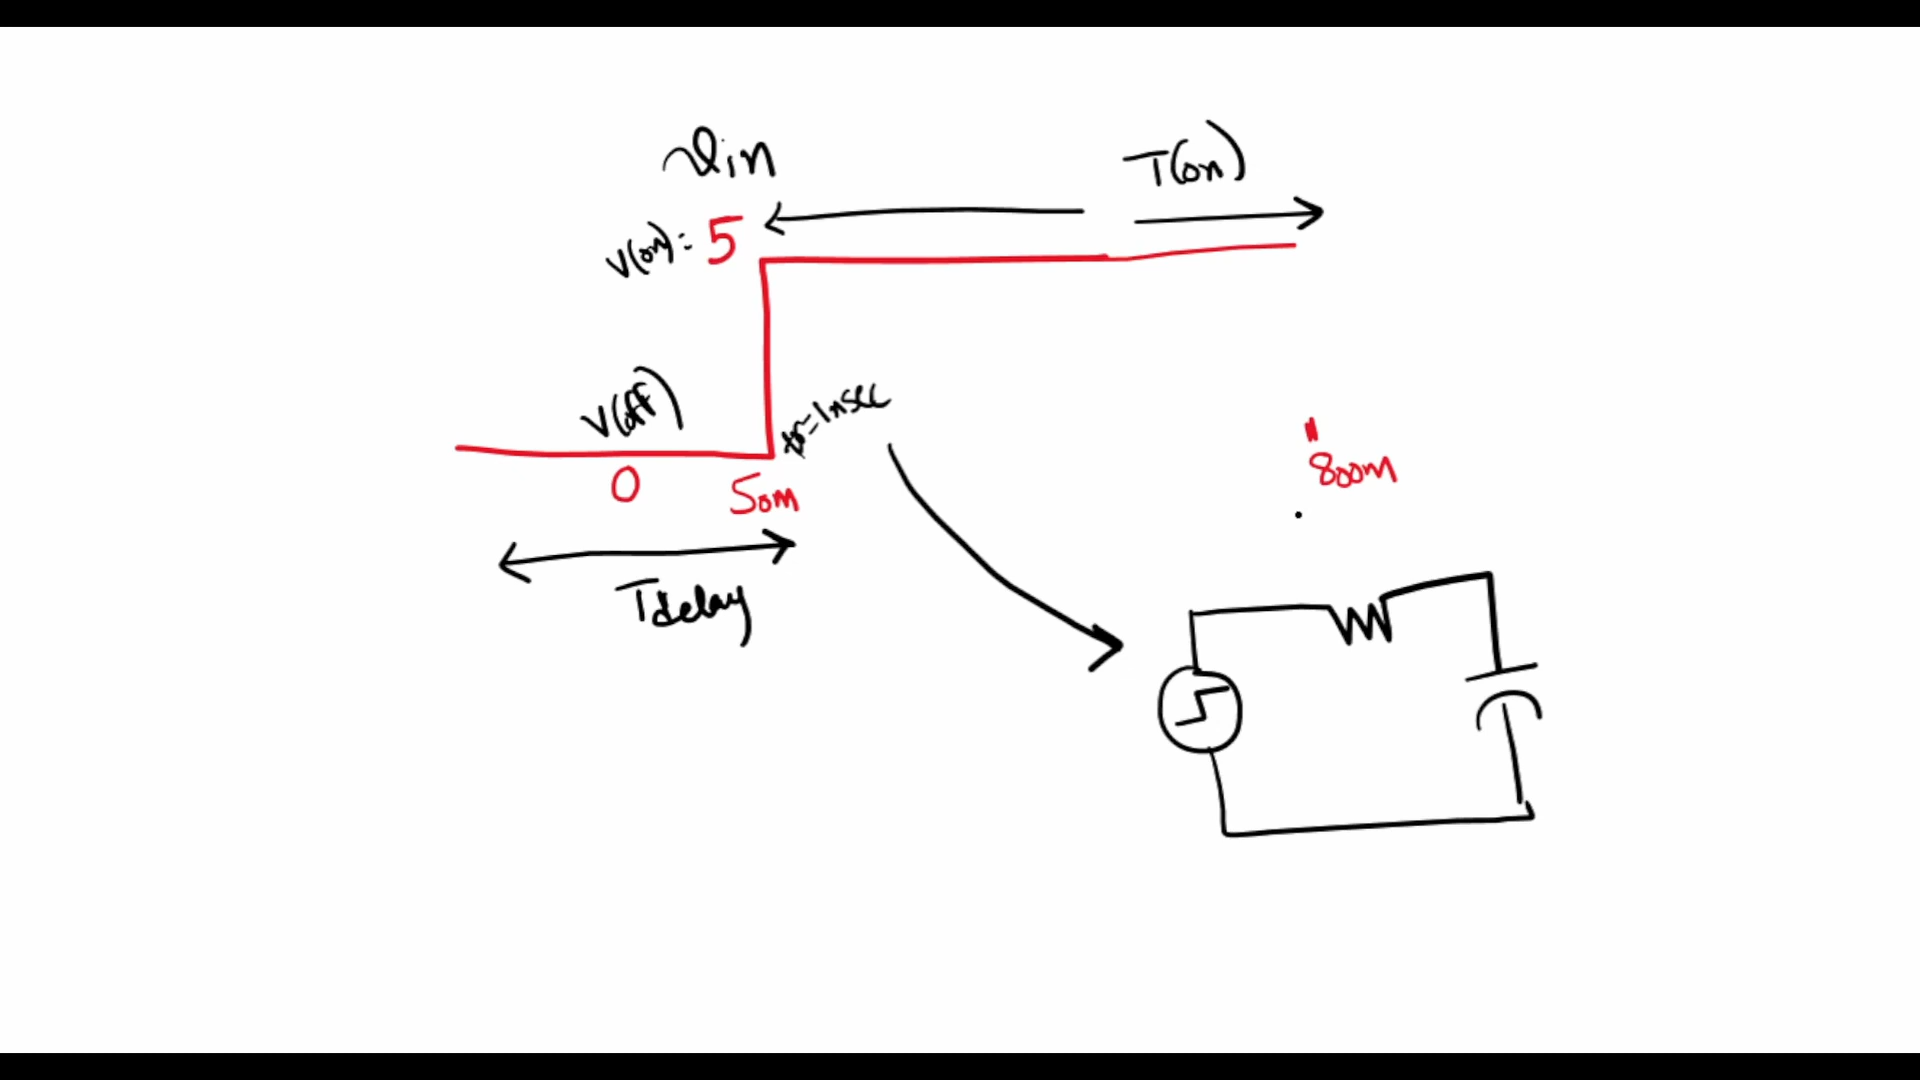 Vin
T(on)
V(on) = 5
V(off)
tr=1nsec
0
50m
800m
Tdelay